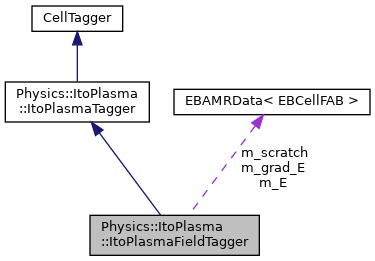 CellTagger
Physics::ItoPlasma
::ItoPlasmaTagger
EBAMRData< EBCellFAB >
m_scratch
m_grad_E
m_E
Physics::ItoPlasma
::ItoPlasmaFieldTagger